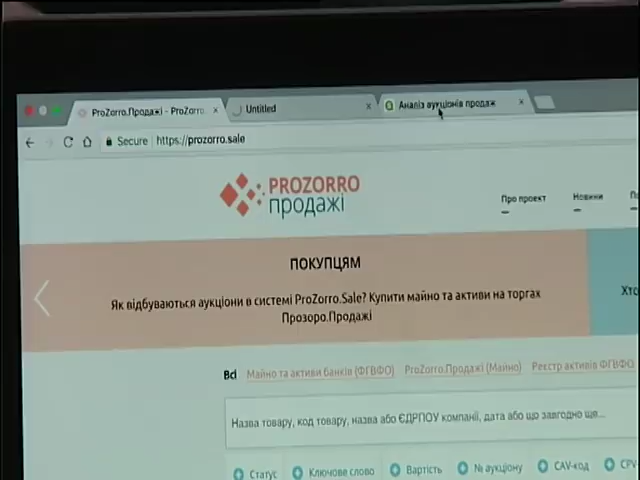 ProZorro.Продажі - ProZorro
Untitled
Аналіз аукціонів продаж
Secure
https://prozorro.sale
PROZORRO
продажі
Про проект
Новини
ПОКУПЦЯМ
Як відбуваються аукціони в системі ProZorro.Sale? Купити майно та активи на торгах
Прозоро.Продажі
Всі
Майно та активи банків (ФГВФО)
ProZorro.Продажі (Майно)
Реєстр активів ФГВФО
Назва товару, код товару, назва або ЄДРПОУ компанії, дата або що завгодно ще...
Статус
Ключове слово
Вартість
№ аукціону
CAV-код
CPV-